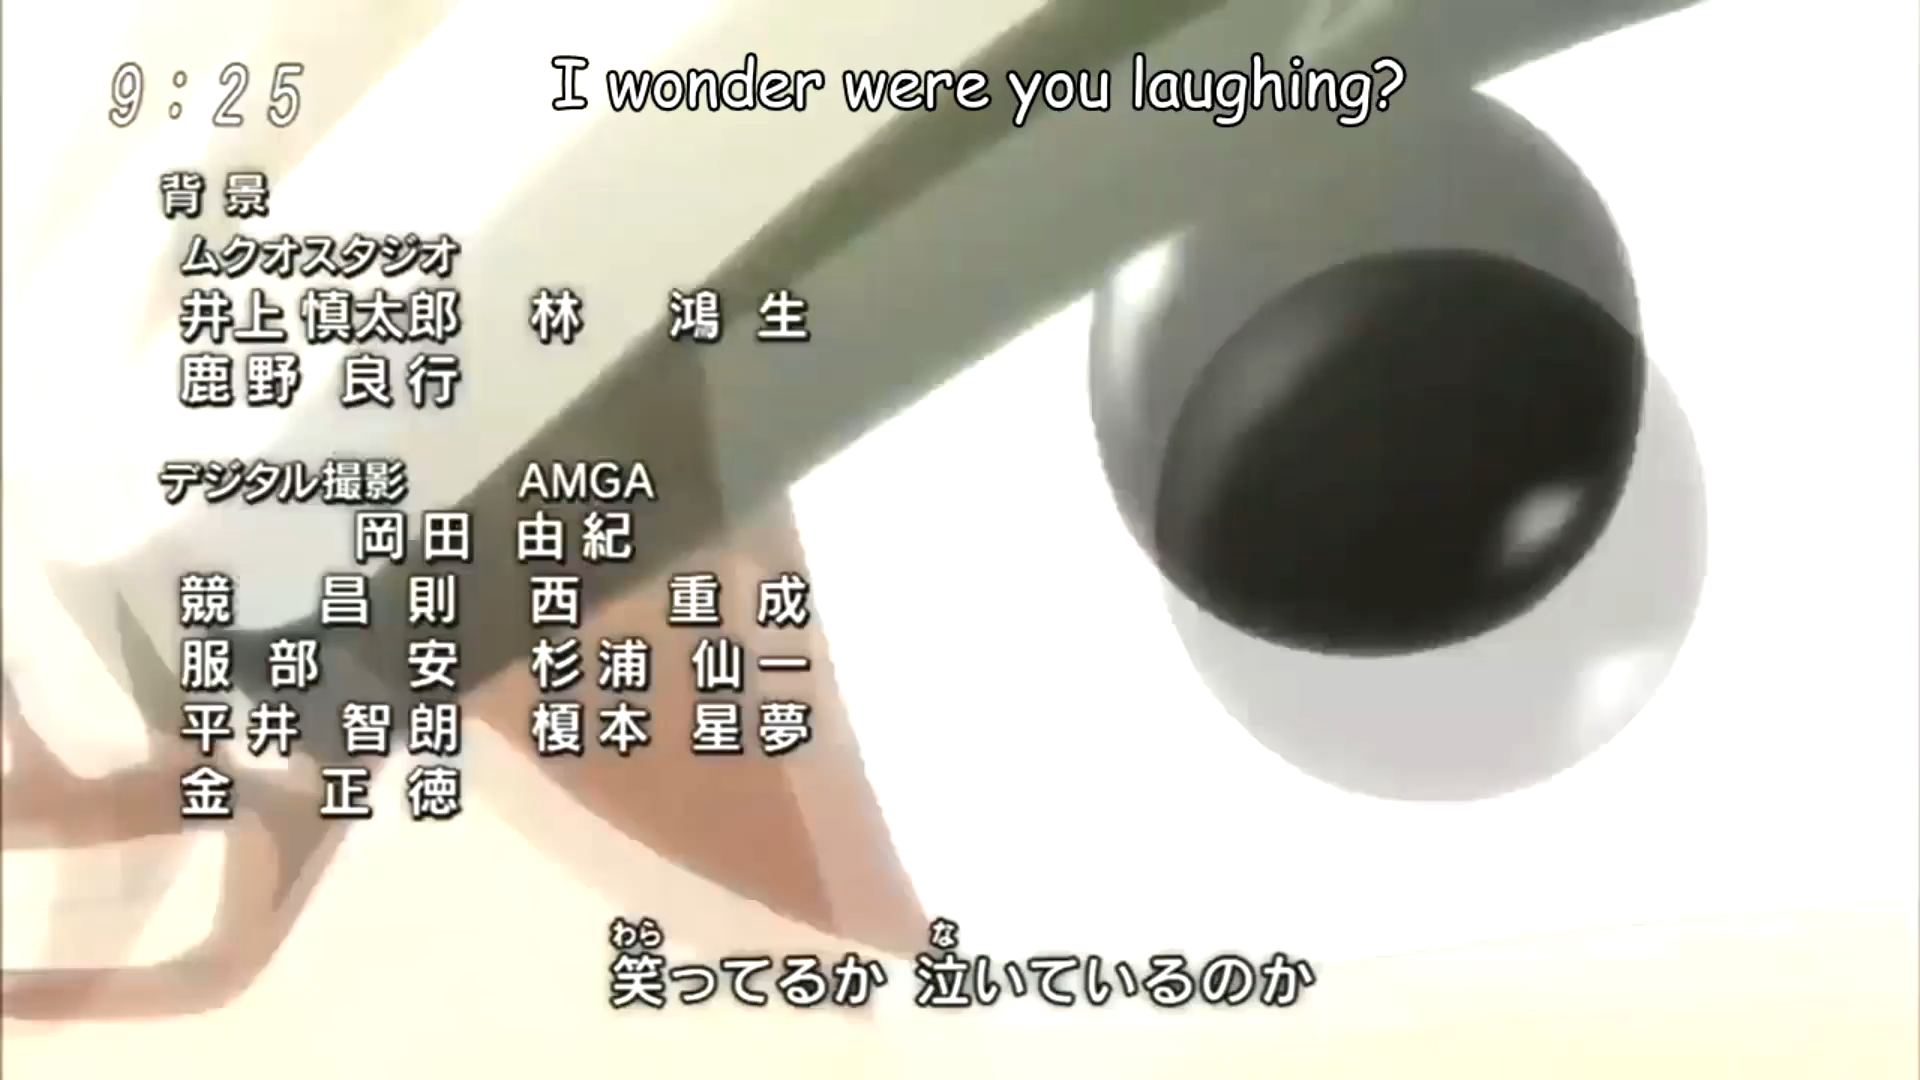 9:25
I wonder were you laughing?
背景
ムクオスタジオ
井上 慎太郎 林 鴻生
鹿野 良行
デジタル撮影 AMGA
岡田 由紀
競 昌則 西 重成
服部 安 杉浦 仙一
平井 智朗 榎本 星夢
金 正徳
わら な
笑ってるか 泣いているのか